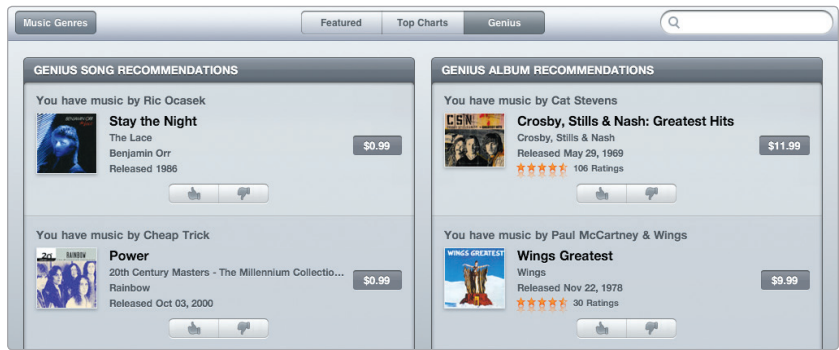 Music Genres
Featured
Top Charts
Genius
GENIUS SONG RECOMMENDATIONS
You have music by Ric Ocasek
Stay the Night
The Lace
Benjamin Orr
Released 1986
$0.99
You have music by Cheap Trick
Power
20th Century Masters - The Millennium Collectio...
Rainbow
Released Oct 03, 2000
$0.99
GENIUS ALBUM RECOMMENDATIONS
You have music by Cat Stevens
CSN
Crosby, Stills & Nash: Greatest Hits
Crosby, Stills & Nash
Released May 29, 1969
106 Ratings
$11.99
You have music by Paul McCartney & Wings
WINGS GREATEST
Wings Greatest
Wings
Released Nov 22, 1978
30 Ratings
$9.99